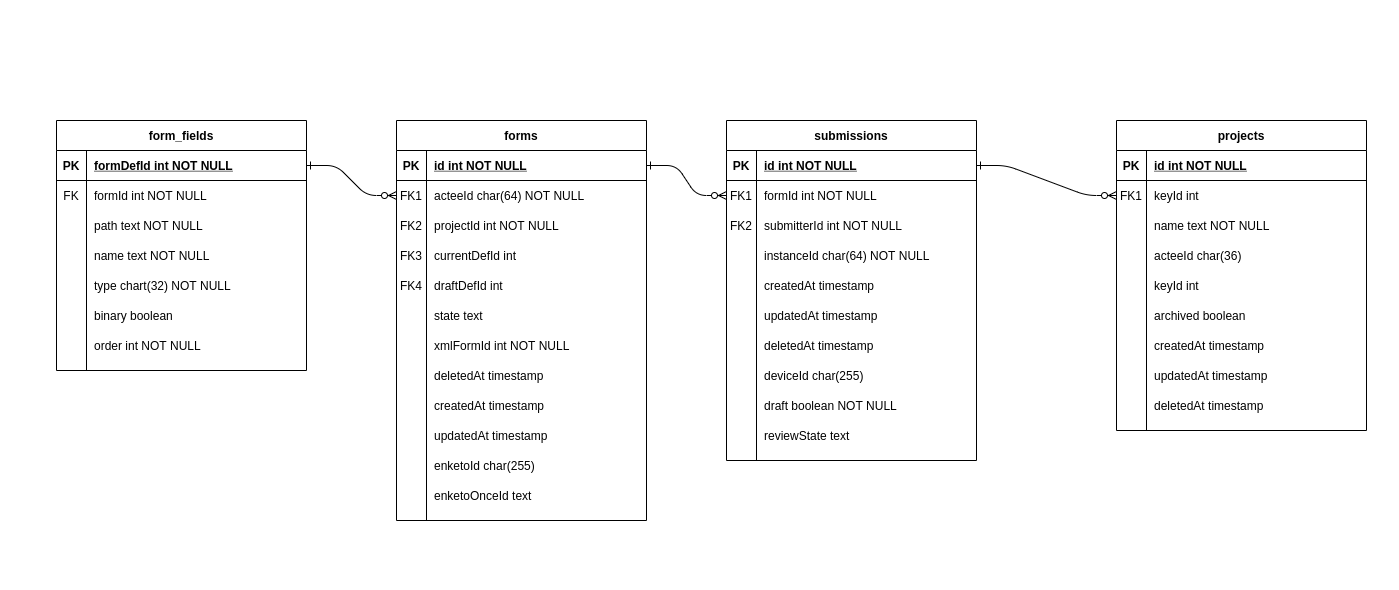 form_fields
PK formDefId int NOT NULL
FK formId int NOT NULL
path text NOT NULL
name text NOT NULL
type chart(32) NOT NULL
binary boolean
order int NOT NULL
forms
PK id int NOT NULL
FK1 acteeId char(64) NOT NULL
FK2 projectId int NOT NULL
FK3 currentDefId int
FK4 draftDefId int
state text
xmlFormId int NOT NULL
deletedAt timestamp
createdAt timestamp
updatedAt timestamp
enketoId char(255)
enketoOnceId text
submissions
PK id int NOT NULL
FK1 formId int NOT NULL
FK2 submitterId int NOT NULL
instanceId char(64) NOT NULL
createdAt timestamp
updatedAt timestamp
deletedAt timestamp
deviceId char(255)
draft boolean NOT NULL
reviewState text
projects
PK id int NOT NULL
FK1 keyId int
name text NOT NULL
acteeId char(36)
keyId int
archived boolean
createdAt timestamp
updatedAt timestamp
deletedAt timestamp